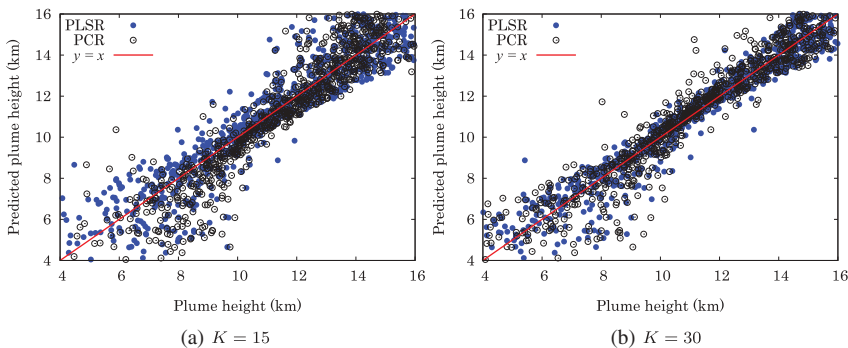 PLSR
PCR
y = x
Predicted plume height (km)
16
14
12
10
8
6
4
4 6 8 10 12 14 16
Plume height (km)
(a) K = 15
PLSR
PCR
y = x
Predicted plume height (km)
16
14
12
10
8
6
4
4 6 8 10 12 14 16
Plume height (km)
(b) K = 30